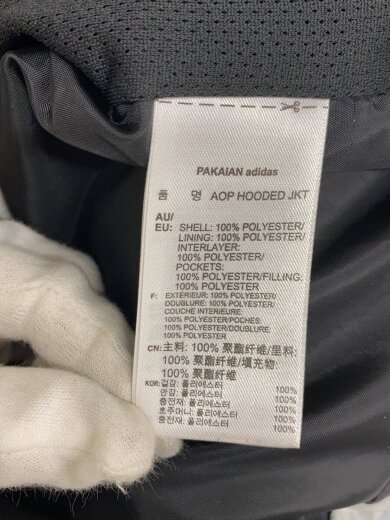 PAKAIAN adidas
품 명 AOP HOODED JKT
AU/
EU: SHELL: 100% POLYESTER/
LINING: 100% POLYESTER/
INTERLAYER:
100% POLYESTER/
POCKETS:
100% POLYESTER/FILLING:
100% POLYESTER
F: EXTÉRIEUR: 100% POLYESTER/
DOUBLURE: 100% POLYESTER/
COUCHE INTERIEURE:
100% POLYESTER/POCHES:
100% POLYESTER/DOUBLURE:
100% POLYESTER
CN:主料: 100% 聚酯纤维/里料:
100% 聚酯纤维/填充物:
100% 聚酯纤维
KOR:겉감: 폴리에스터 100%
안감: 폴리에스터 100%
충전재: 폴리에스터 100%
호주머니: 폴리에스터 100%
충전재: 폴리에스터 100%